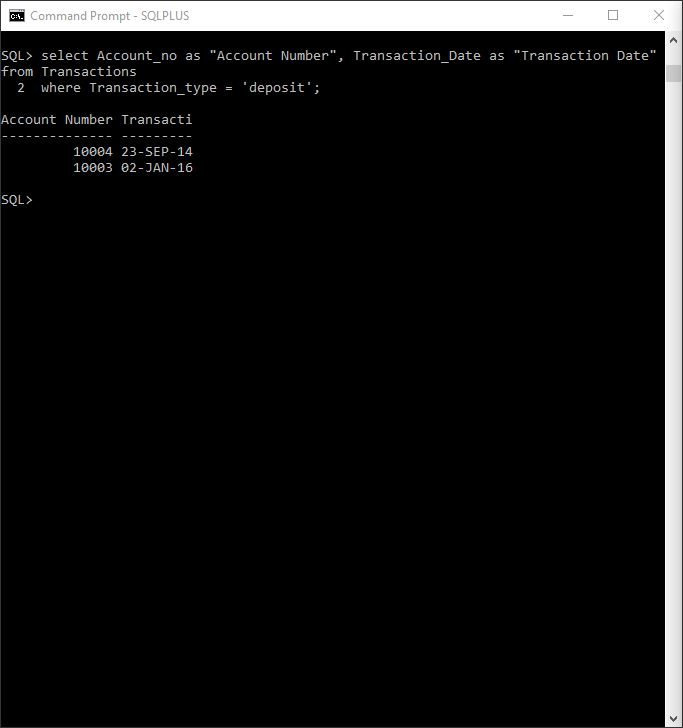 Command Prompt - SQLPLUS
SQL> select Account_no as "Account Number", Transaction_Date as "Transaction Date"
from Transactions
  2  where Transaction_type = 'deposit';
Account Number Transacti
-------------- ---------
         10004 23-SEP-14
         10003 02-JAN-16
SQL>